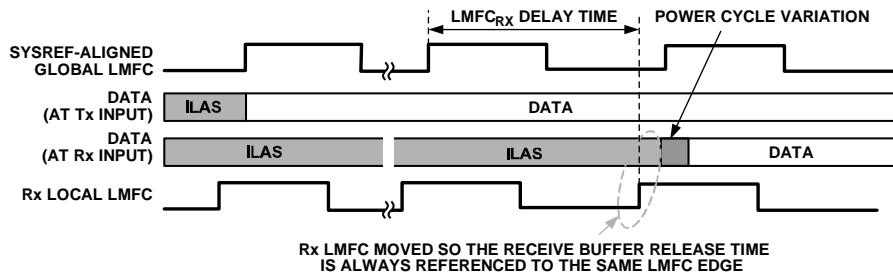 LMFCRX DELAY TIME
POWER CYCLE VARIATION
SYSREF-ALIGNED
GLOBAL LMFC
DATA
(AT Tx INPUT)
ILAS
DATA
DATA
(AT Rx INPUT)
ILAS
ILAS
DATA
Rx LOCAL LMFC
Rx LMFC MOVED SO THE RECEIVE BUFFER RELEASE TIME
IS ALWAYS REFERENCED TO THE SAME LMFC EDGE